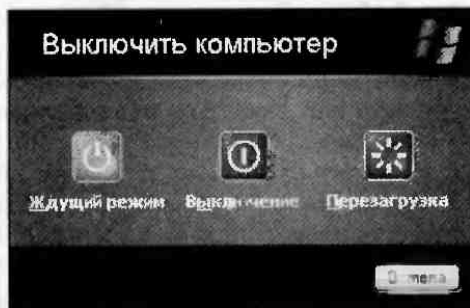 Выключить компьютер
Ждущий режим Выключение Перезагрузка
Отмена